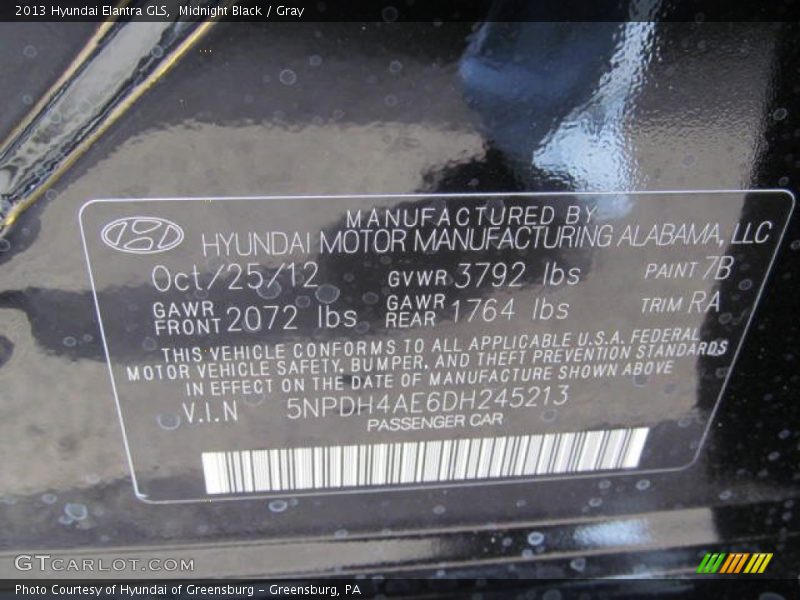 2013 Hyundai Elantra GLS,  Midnight Black / Gray
MANUFACTURED BY
HYUNDAI MOTOR MANUFACTURING ALABAMA, LLC
Oct/25/12 GVWR 3792 lbs PAINT 7B
GAWR FRONT 2072 lbs GAWR REAR 1764 lbs TRIM RA
THIS VEHICLE CONFORMS TO ALL APPLICABLE U.S.A. FEDERAL
MOTOR VEHICLE SAFETY, BUMPER, AND THEFT PREVENTION STANDARDS
IN EFFECT ON THE DATE OF MANUFACTURE SHOWN ABOVE
V.I.N 5NPDH4AE6DH245213
PASSENGER CAR
GTCARLOT.COM
Photo Courtesy of Hyundai of Greensburg - Greensburg, PA